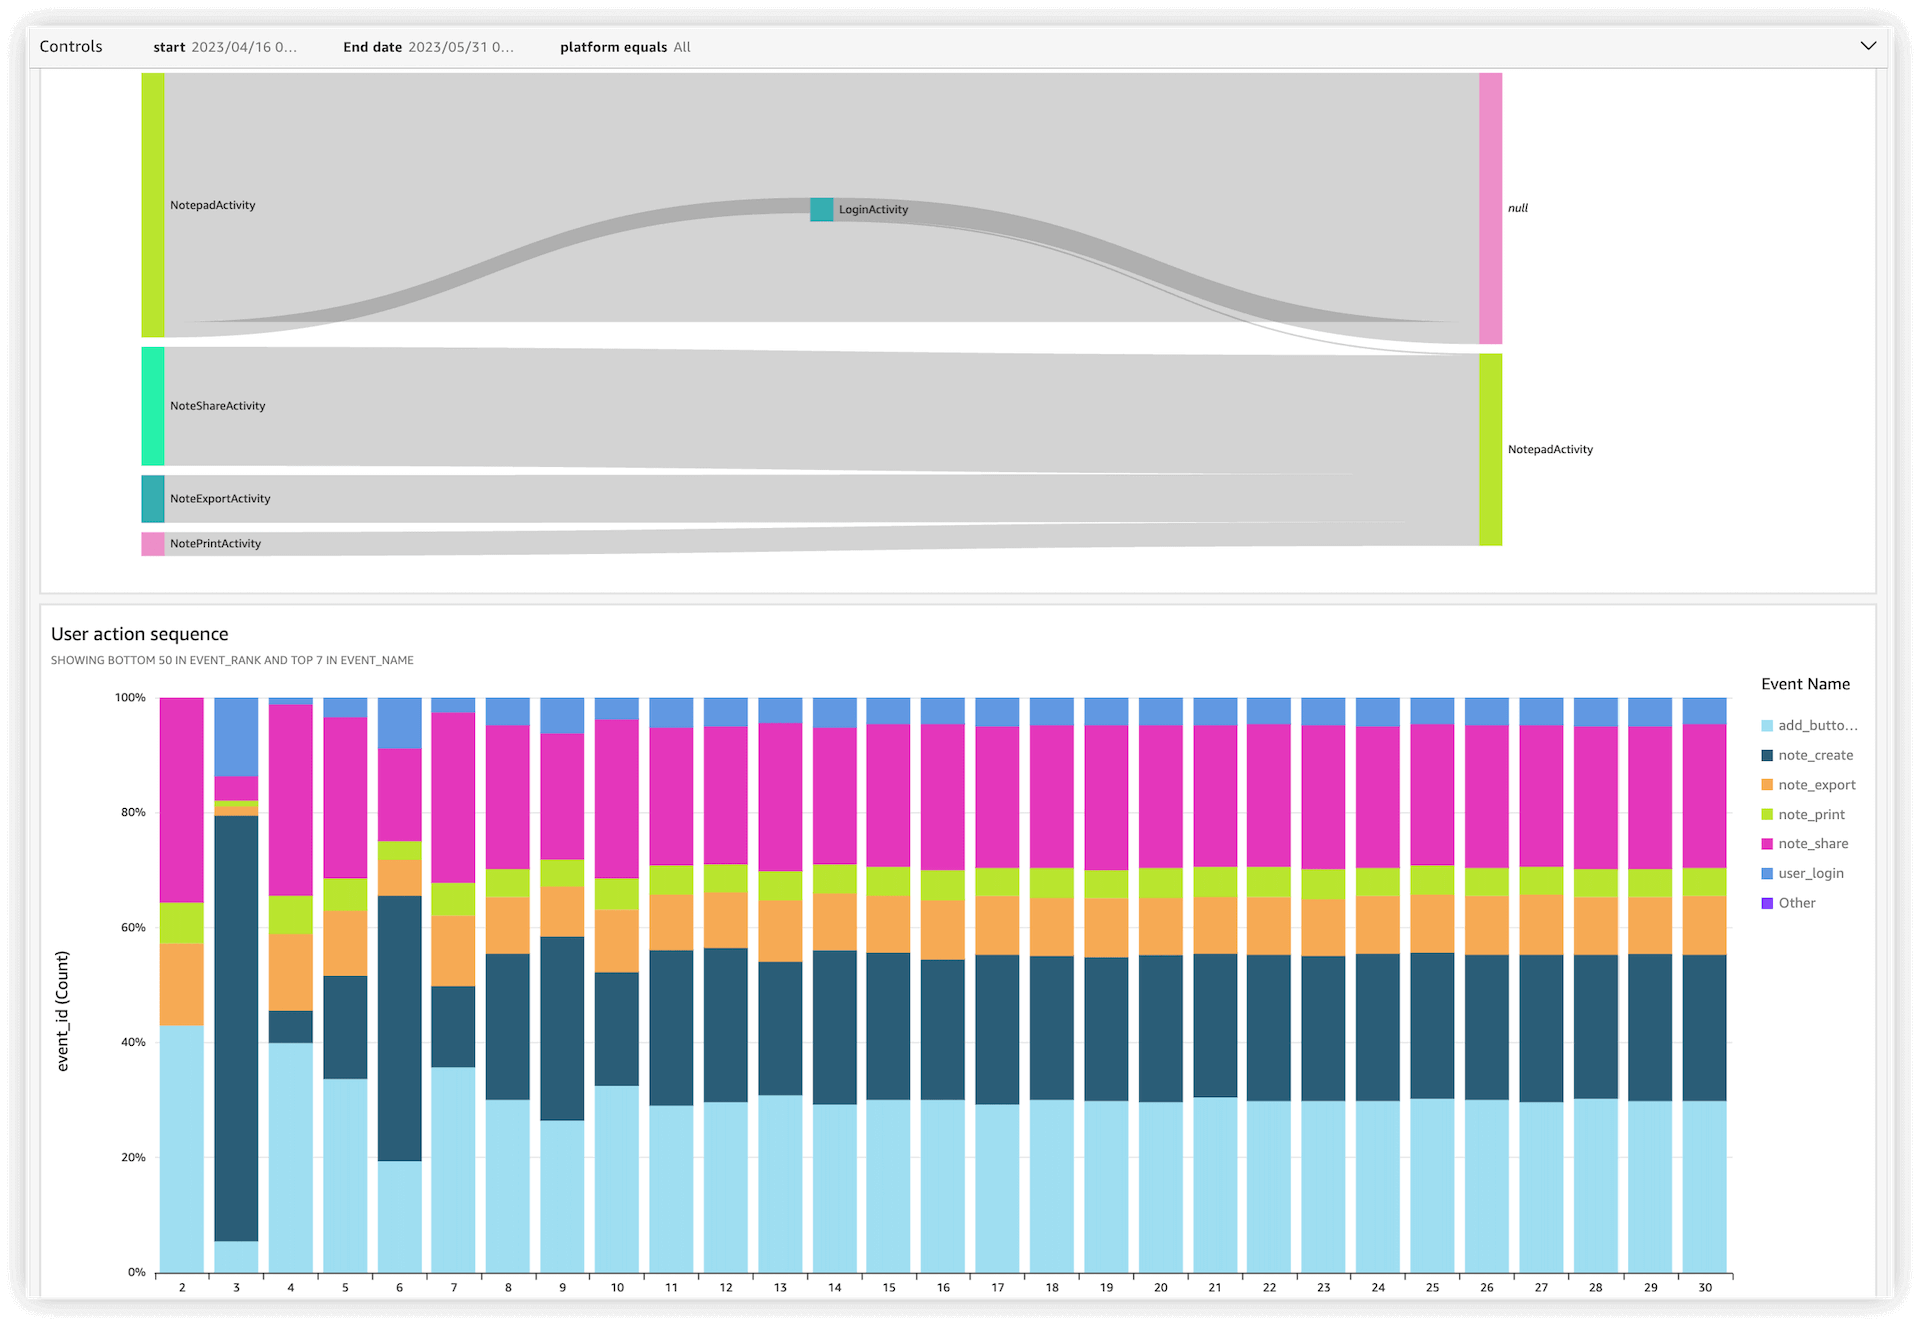 Controls start 2023/04/16 0... End date 2023/05/31 0... platform equals All
NotepadActivity
LoginActivity
null
NoteShareActivity
NotepadActivity
NoteExportActivity
NotePrintActivity
User action sequence
SHOWING BOTTOM 50 IN EVENT_RANK AND TOP 7 IN EVENT_NAME
event_id (Count)
100%
80%
60%
40%
20%
0%
2 3 4 5 6 7 8 9 10 11 12 13 14 15 16 17 18 19 20 21 22 23 24 25 26 27 28 29 30
Event Name
add_butto...
note_create
note_export
note_print
note_share
user_login
Other